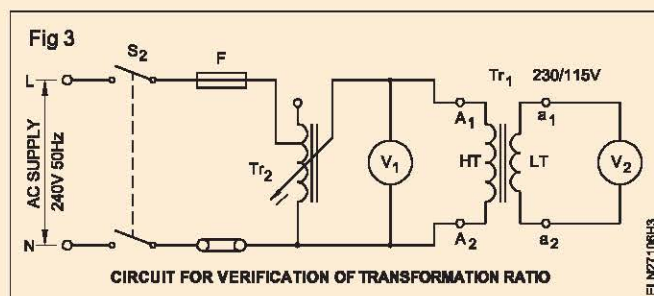 Fig 3
S2
F
Tr1 230/115V
L
A1
a1
AC SUPPLY
240V 50Hz
Tr2
V1
HT
LT
V2
N
A2
a2
CIRCUIT FOR VERIFICATION OF TRANSFORMATION RATIO
ELN27106H3